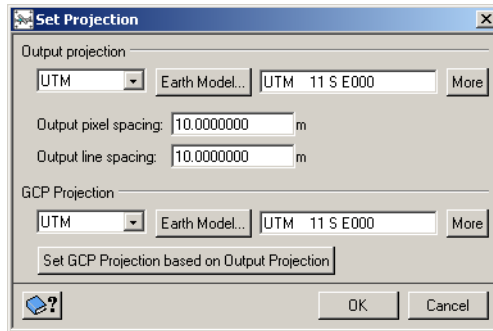 Set Projection
Output projection
UTM Earth Model... UTM 11 S E000 More
Output pixel spacing: 10.0000000 m
Output line spacing: 10.0000000 m
GCP Projection
UTM Earth Model... UTM 11 S E000 More
Set GCP Projection based on Output Projection
? OK Cancel